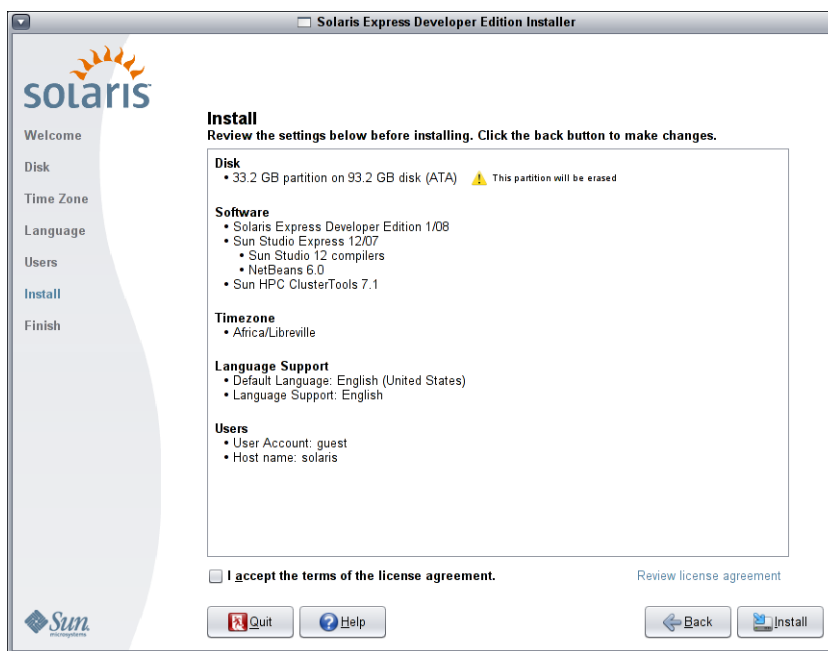 Solaris Express Developer Edition Installer
solaris
Welcome
Disk
Time Zone
Language
Users
Install
Finish
Sun
microsystems
Install
Review the settings below before installing. Click the back button to make changes.
Disk
• 33.2 GB partition on 93.2 GB disk (ATA) This partition will be erased
Software
• Solaris Express Developer Edition 1/08
• Sun Studio Express 12/07
• Sun Studio 12 compilers
• NetBeans 6.0
• Sun HPC ClusterTools 7.1
Timezone
• Africa/Libreville
Language Support
• Default Language: English (United States)
• Language Support: English
Users
• User Account: guest
• Host name: solaris
I accept the terms of the license agreement. Review license agreement
Quit Help Back Install